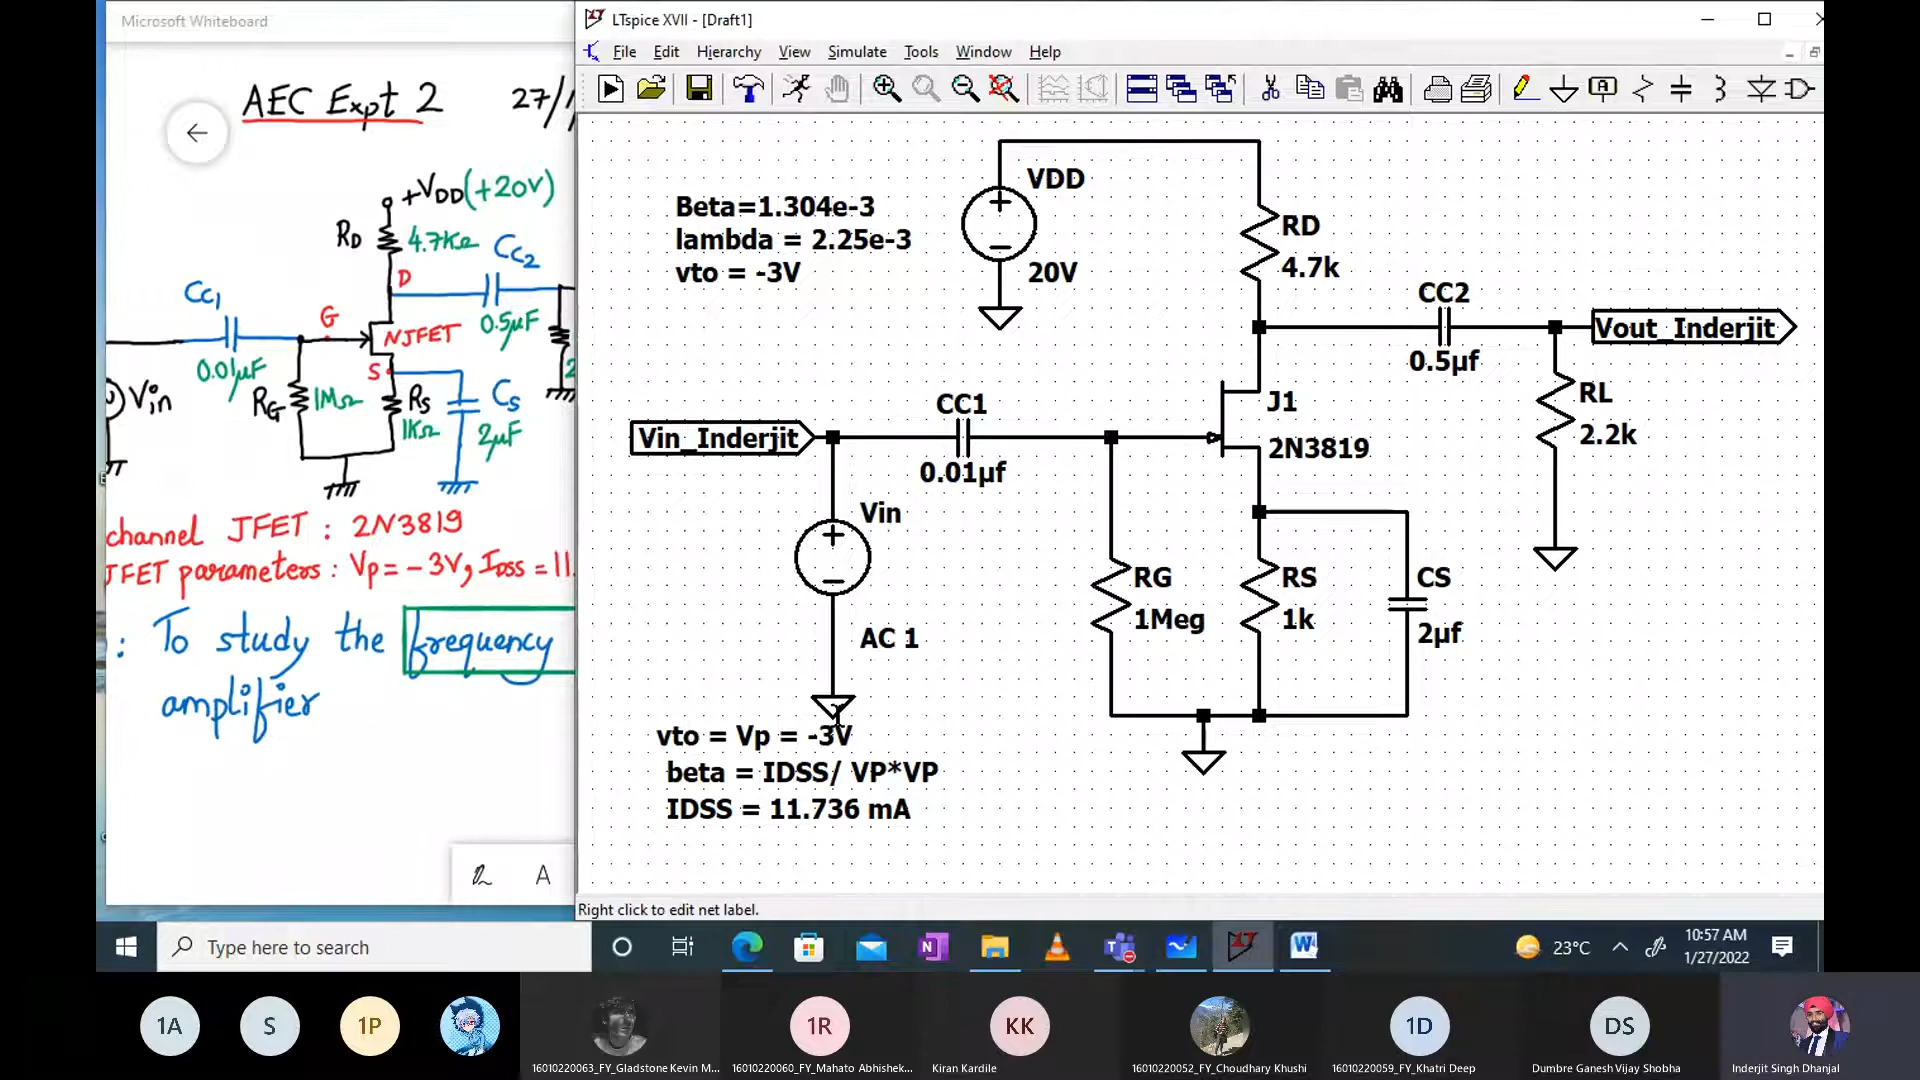 Microsoft Whiteboard
AEC Expt 2
+VDD(+20V)
RD
4.7KΩ
CC2
D
CC1
G
NJFET
0.5μF
0.01μF
S
Vin
RG
1MΩ
RS
CS
1KΩ
2μF
channel JFET : 2N3819
JFET parameters : Vp = -3V, IDSS = 11.
: To study the frequency
amplifier
A
LTspice XVII - [Draft1]
File Edit Hierarchy View Simulate Tools Window Help
Beta=1.304e-3
lambda = 2.25e-3
vto = -3V
VDD
20V
RD
4.7k
CC2
0.5µf
Vout_Inderjit
RL
2.2k
J1
2N3819
CC1
0.01µf
Vin_Inderjit
Vin
AC 1
RG
1Meg
RS
1k
CS
2µf
vto = Vp = -3V
beta = IDSS/ VP*VP
IDSS = 11.736 mA
Right click to edit net label.
Type here to search
23°C
10:57 AM
1/27/2022
1A
S
1P
1R
KK
1D
DS
16010220063_FY_Gladstone Kevin M...
16010220060_FY_Mahato Abhishek...
Kiran Kardile
16010220052_FY_Choudhary Khushi
16010220059_FY_Khatri Deep
Dumbre Ganesh Vijay Shobha
Inderjit Singh Dhanjal